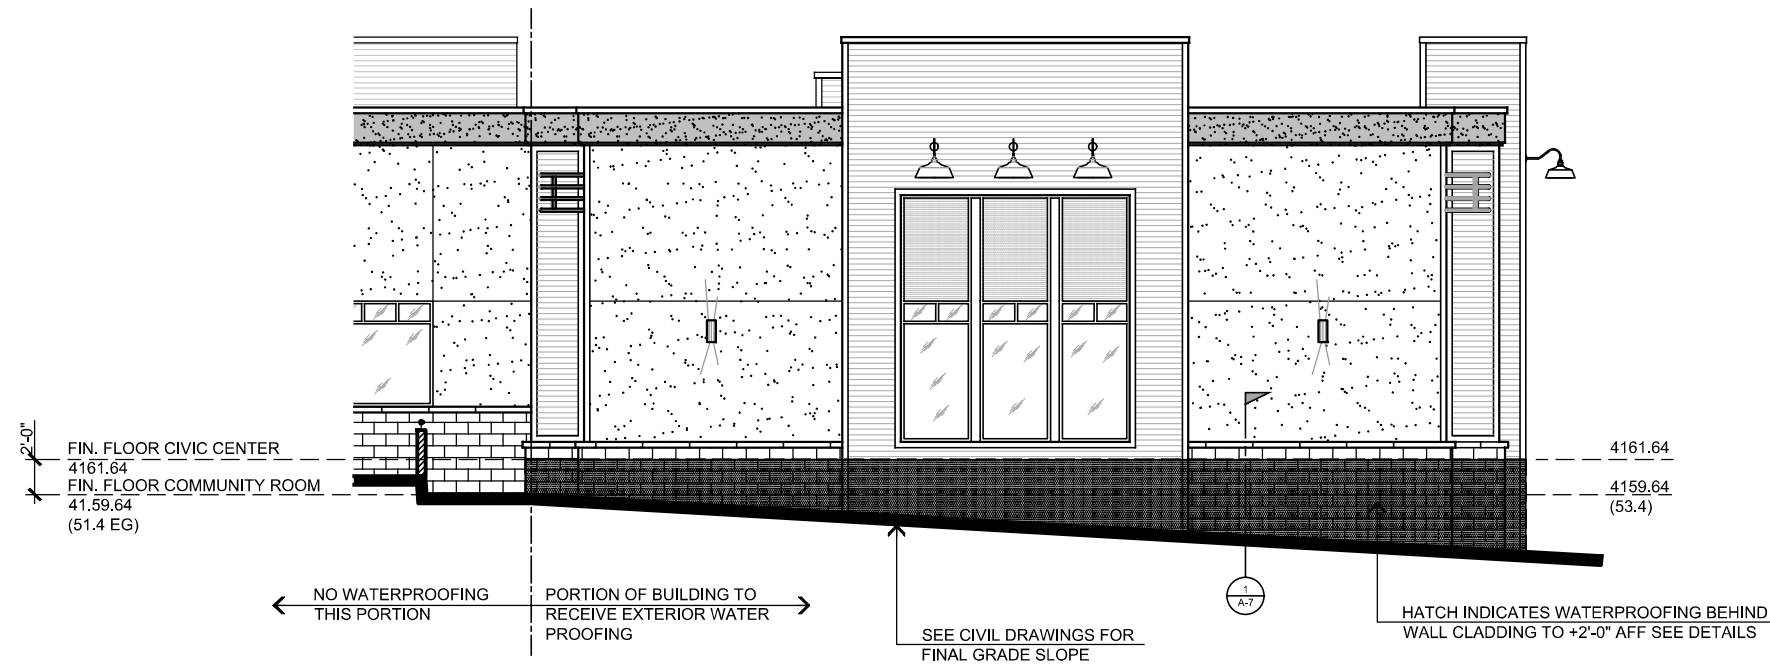 2'-0"
FIN. FLOOR CIVIC CENTER
4161.64
FIN. FLOOR COMMUNITY ROOM
41.59.64
(51.4 EG)
4161.64
4159.64
(53.4)
NO WATERPROOFING
THIS PORTION
PORTION OF BUILDING TO
RECEIVE EXTERIOR WATER
PROOFING
SEE CIVIL DRAWINGS FOR
FINAL GRADE SLOPE
1
A-7
HATCH INDICATES WATERPROOFING BEHIND
WALL CLADDING TO +2'-0" AFF SEE DETAILS